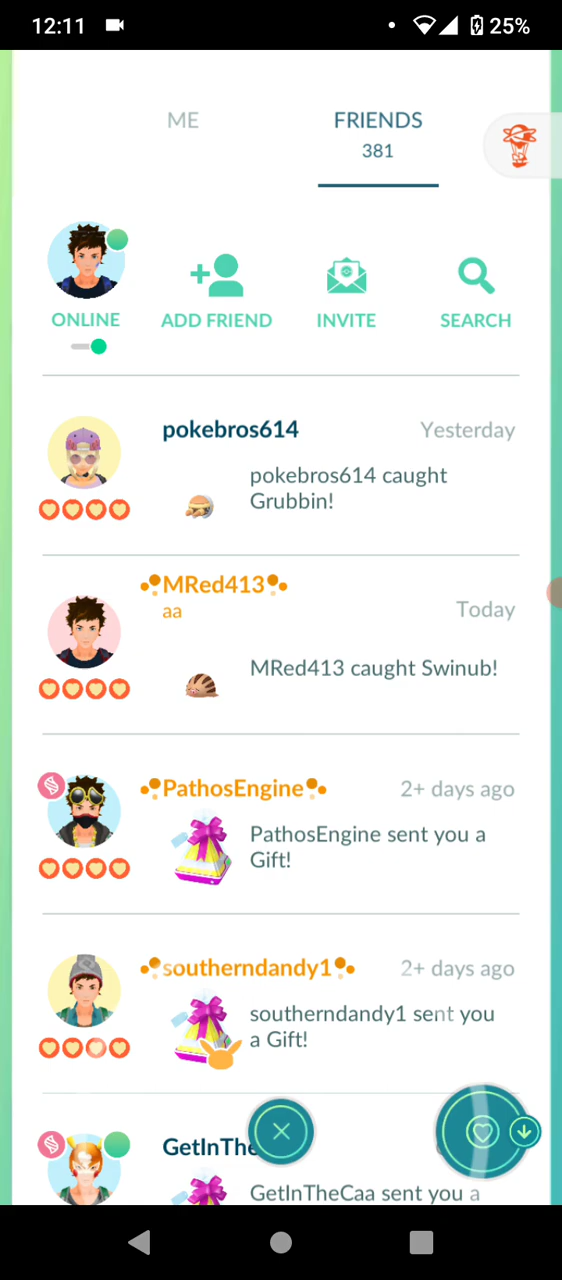 12:11
25%
ME
FRIENDS
381
ONLINE
ADD FRIEND
INVITE
SEARCH
pokebros614
Yesterday
pokebros614 caught
Grubbin!
MRed413
aa
Today
MRed413 caught Swinub!
PathosEngine
2+ days ago
PathosEngine sent you a
Gift!
southerndandy1
2+ days ago
southerndandy1 sent you
a Gift!
GetInThe
GetInTheCaa sent you a